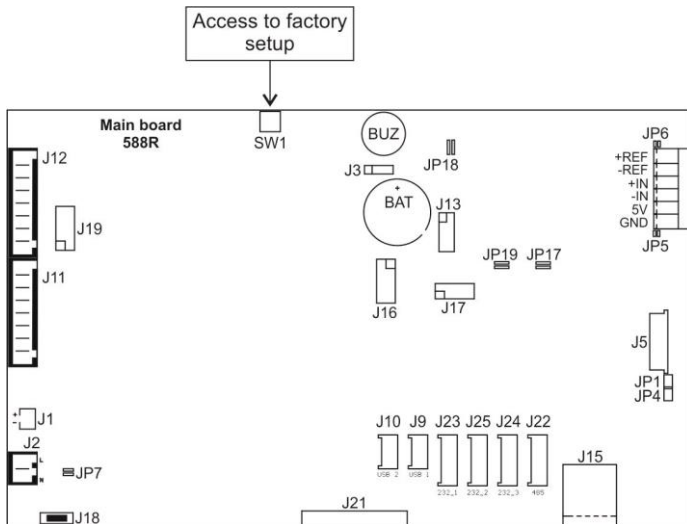 Access to factory
setup
Main board
588R
SW1
BUZ
JP18
JP6
J12
J3
+REF
-REF
+IN
-IN
5V
GND
JP5
+
BAT
J13
J19
J11
JP19
JP17
J16
J17
J5
JP1
JP4
+
-
J1
J2
L
N
JP7
J10
J9
J23
J25
J24
J22
USB 2
USB 1
232_1
232_2
232_3
485
J15
J18
J21